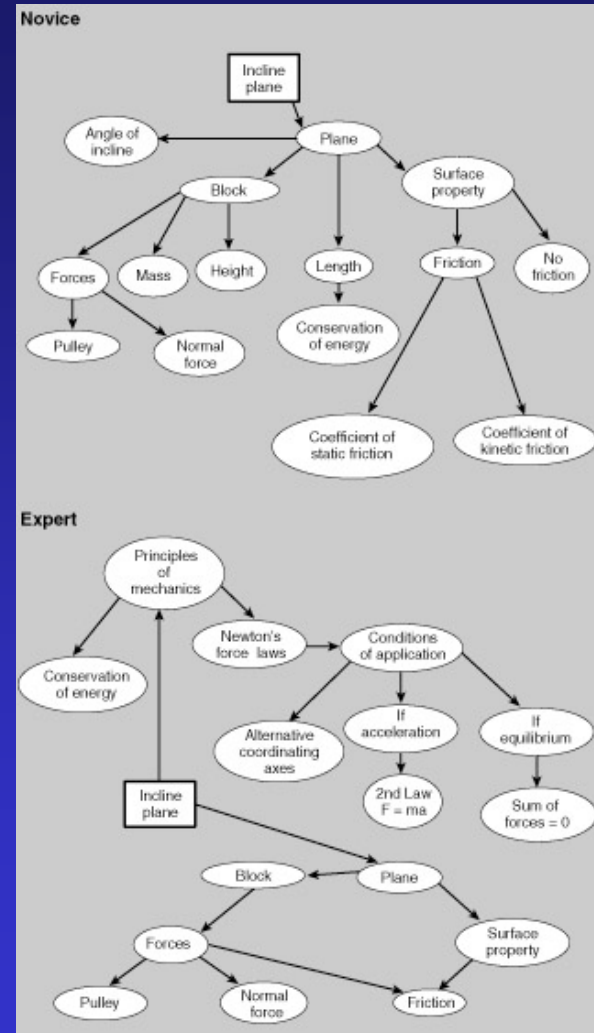 Novice
Incline
plane
Angle of
incline
Plane
Block
Surface
property
Forces
Mass
Height
Length
Friction
No
friction
Pulley
Normal
force
Conservation
of energy
Coefficient of
static friction
Coefficient of
kinetic friction
Expert
Principles
of
mechanics
Newton's
force laws
Conditions
of application
Conservation
of energy
Alternative
coordinating
axes
If
acceleration
If
equilibrium
Incline
plane
2nd Law
F = ma
Sum of
forces = 0
Block
Plane
Forces
Surface
property
Pulley
Normal
force
Friction